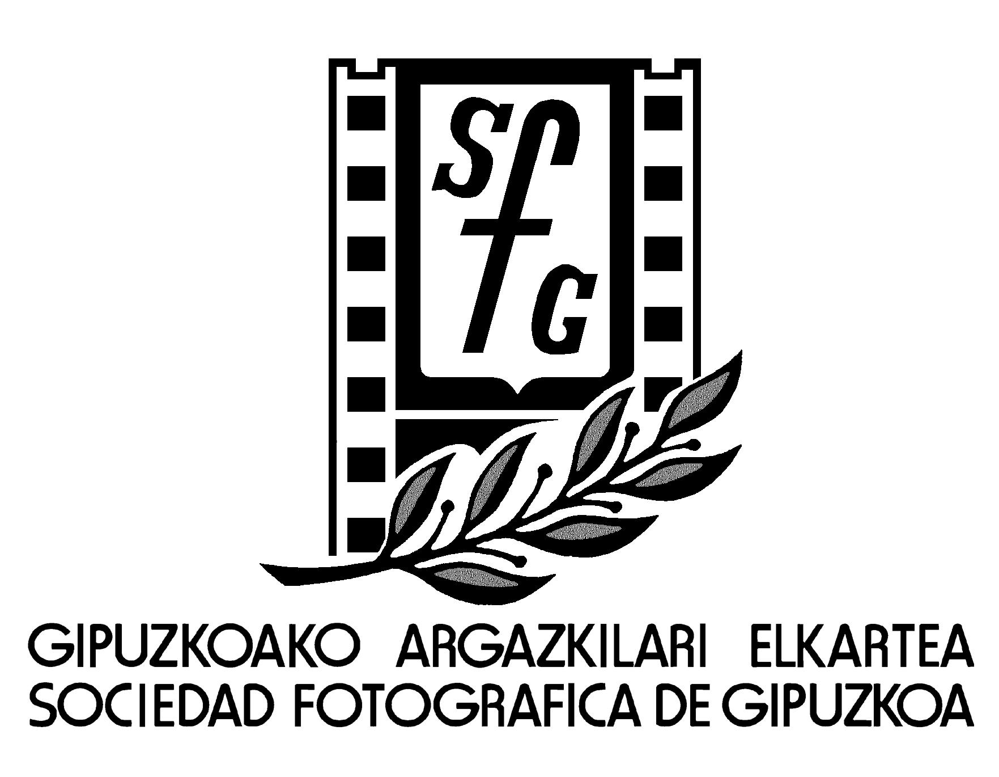 SfG
GIPUZKOAKO ARGAZKILARI ELKARTEA
SOCIEDAD FOTOGRAFICA DE GIPUZKOA